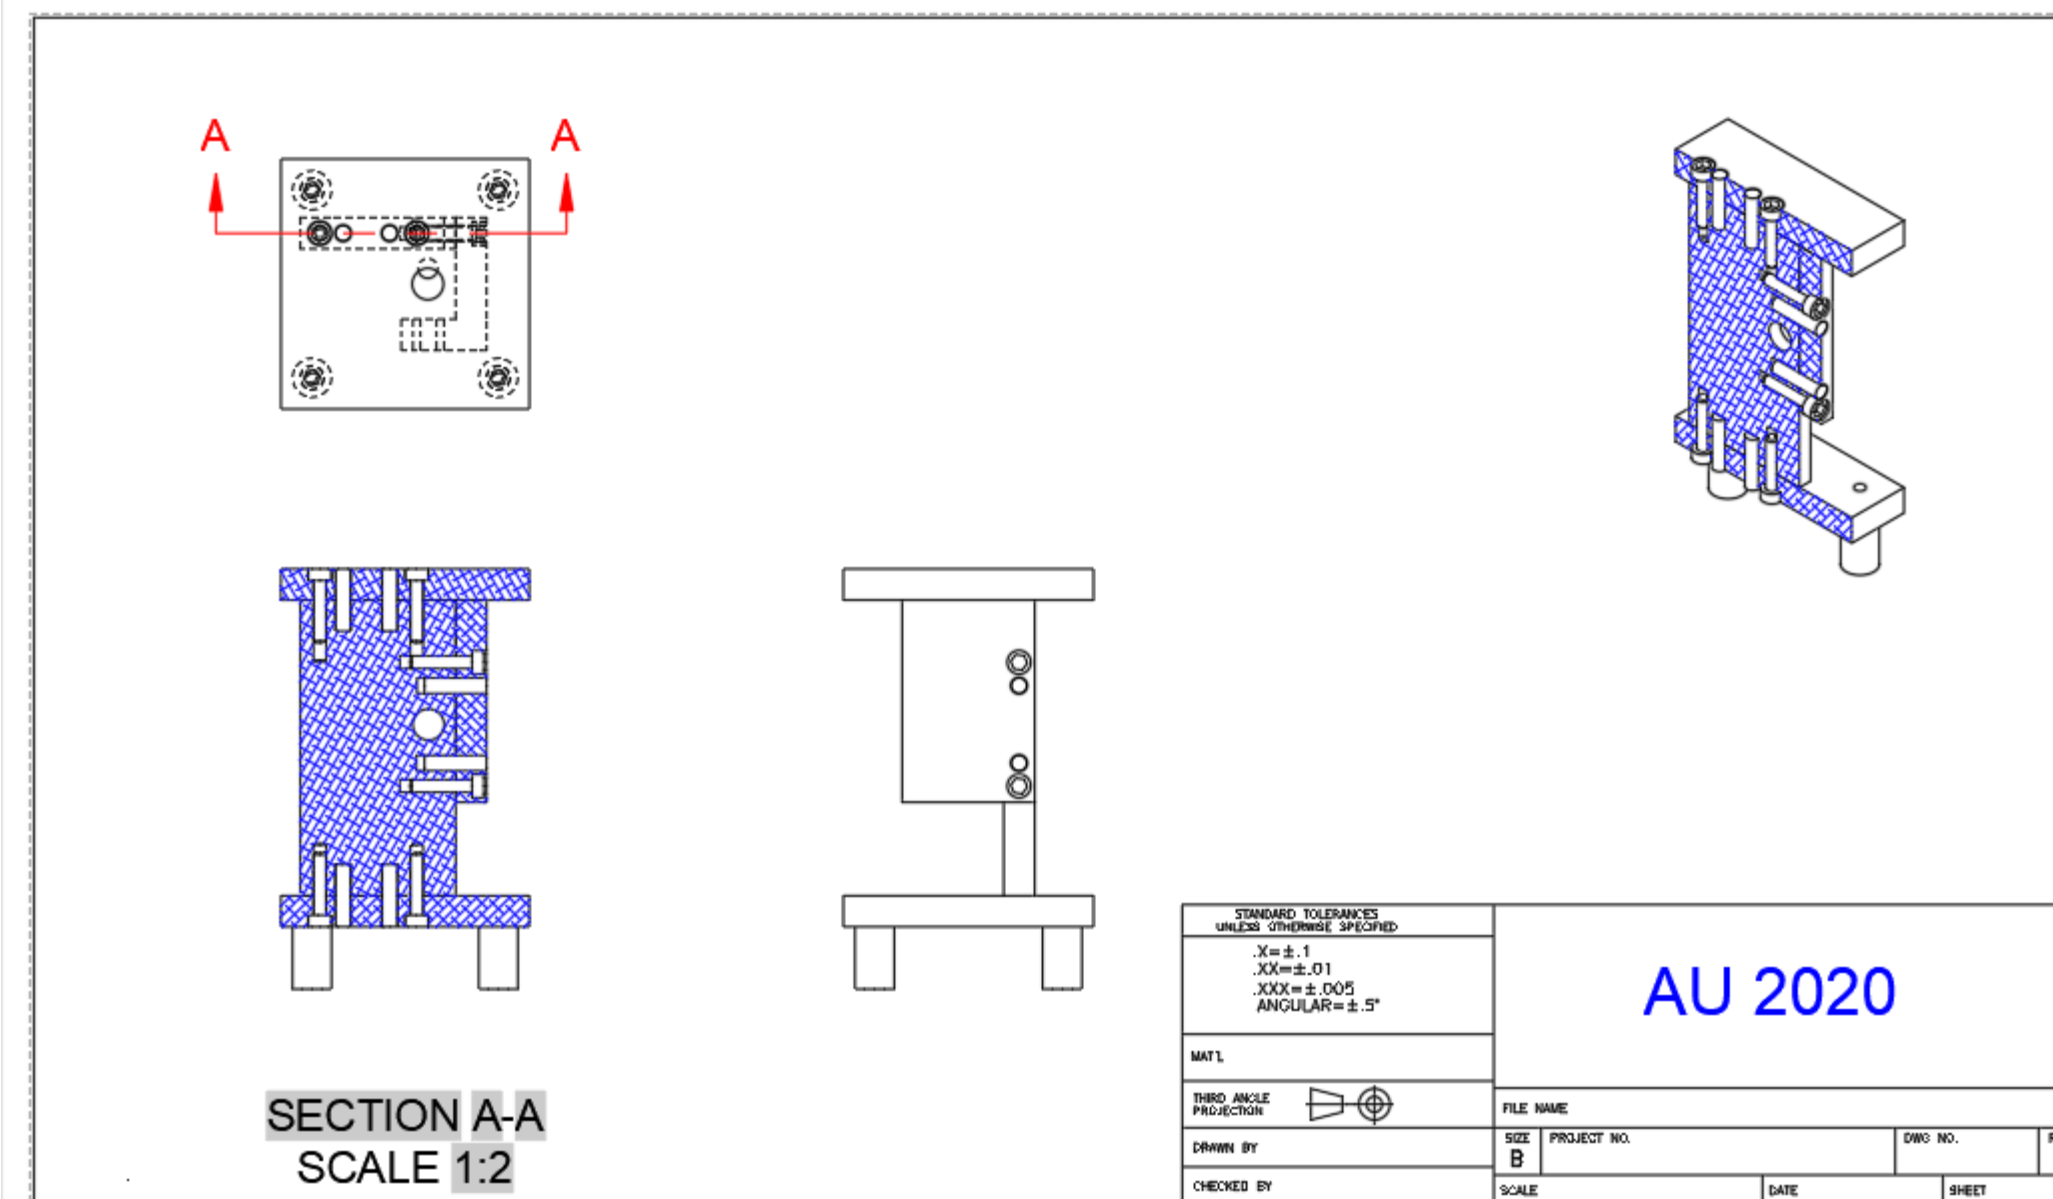 A A
SECTION A-A
SCALE 1:2
STANDARD TOLERANCES
UNLESS OTHERWISE SPECIFIED
.X=±.1
.XX=±.01
.XXX=±.005
ANGULAR=±.5°
MAT'L
THIRD ANGLE
PROJECTION
DRAWN BY
CHECKED BY
AU 2020
FILE NAME
SIZE PROJECT NO. DWG NO.
B
SCALE DATE SHEET